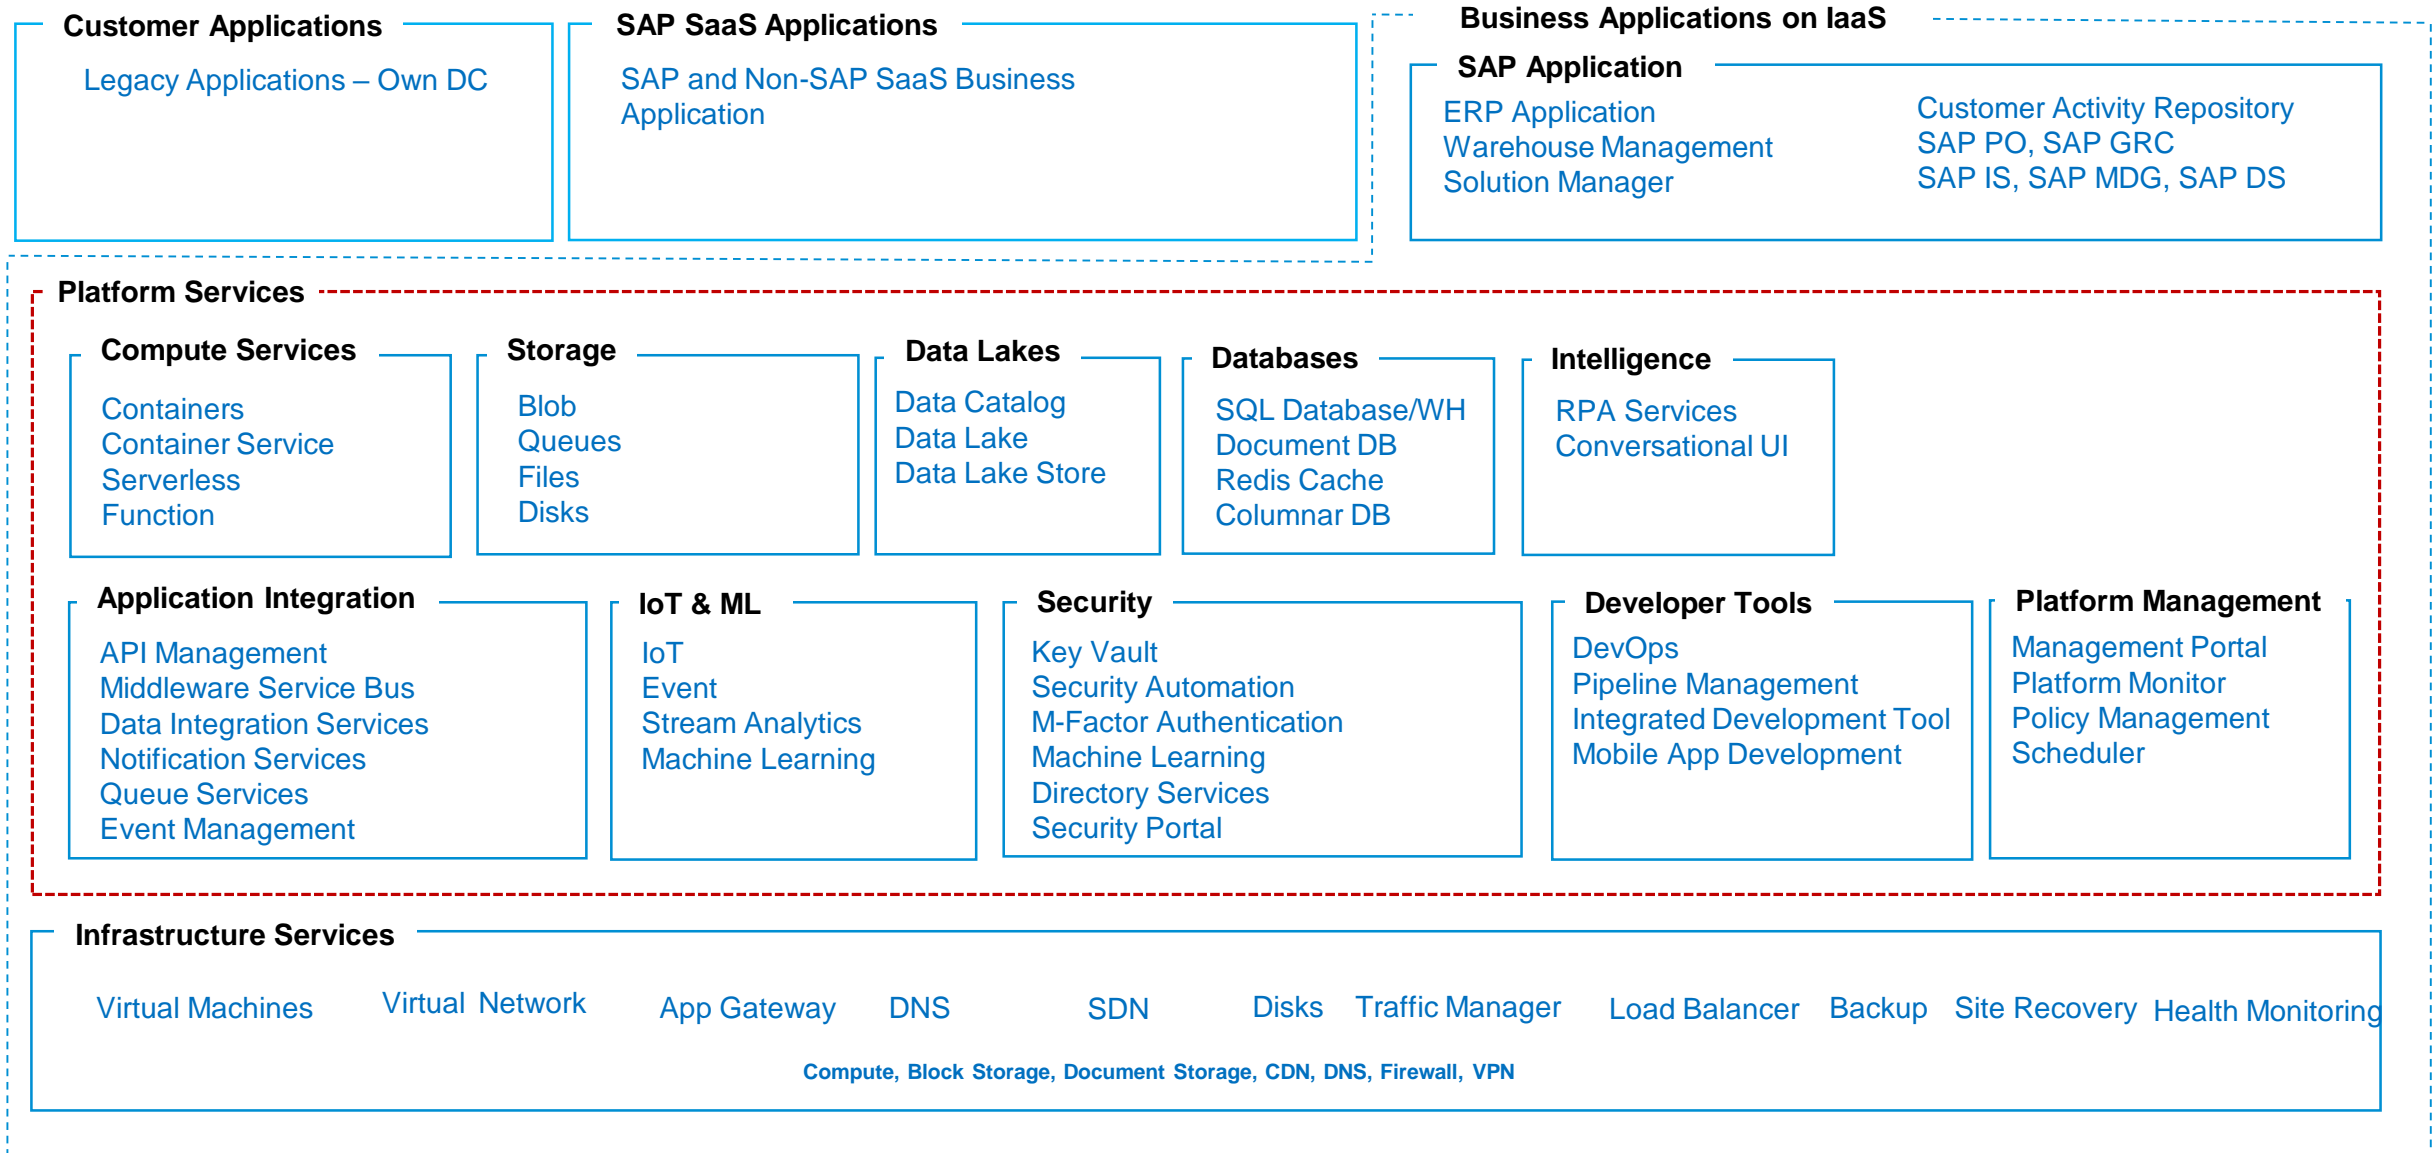 Customer Applications
Legacy Applications – Own DC
SAP SaaS Applications
SAP and Non-SAP SaaS Business
Application
Business Applications on IaaS
SAP Application
ERP Application
Warehouse Management
Solution Manager
Customer Activity Repository
SAP PO, SAP GRC
SAP IS, SAP MDG, SAP DS
Platform Services
Compute Services
Containers
Container Service
Serverless
Function
Storage
Blob
Queues
Files
Disks
Data Lakes
Data Catalog
Data Lake
Data Lake Store
Databases
SQL Database/WH
Document DB
Redis Cache
Columnar DB
Intelligence
RPA Services
Conversational UI
Application Integration
API Management
Middleware Service Bus
Data Integration Services
Notification Services
Queue Services
Event Management
IoT & ML
IoT
Event
Stream Analytics
Machine Learning
Security
Key Vault
Security Automation
M-Factor Authentication
Machine Learning
Directory Services
Security Portal
Developer Tools
DevOps
Pipeline Management
Integrated Development Tool
Mobile App Development
Platform Management
Management Portal
Platform Monitor
Policy Management
Scheduler
Infrastructure Services
Virtual Machines
Virtual Network
App Gateway
DNS
SDN
Disks
Traffic Manager
Load Balancer
Backup
Site Recovery
Health Monitoring
Compute, Block Storage, Document Storage, CDN, DNS, Firewall, VPN